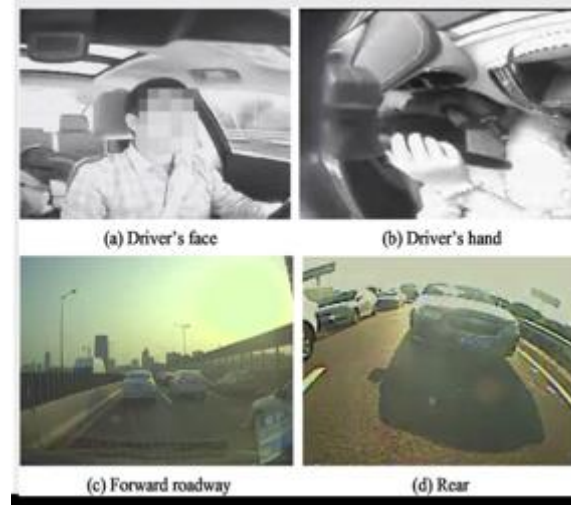 (a) Driver's face
(b) Driver's hand
(c) Forward roadway
(d) Rear